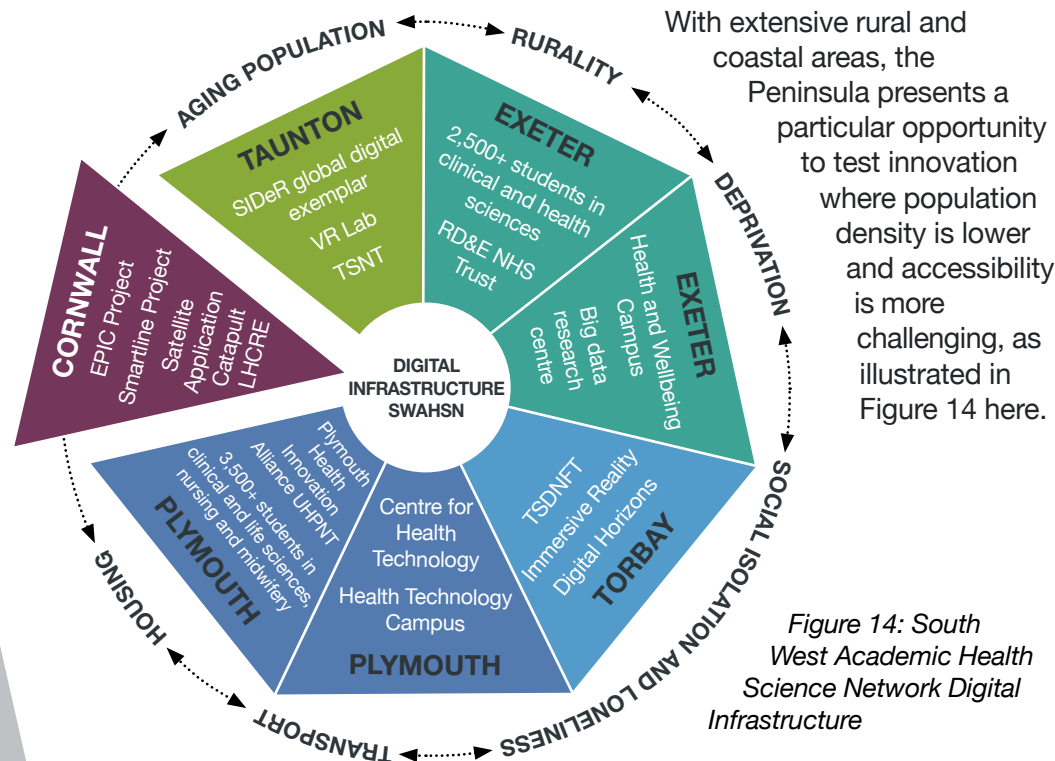 AGING POPULATION
RURALITY
DEPRIVATION
SOCIAL ISOLATION AND LONELINESS
TRANSPORT
HOUSING
CORNWALL
EPIC Project
Smartline Project
Satellite
Application
Catapult
LHCRE
TAUNTON
SIDeR global digital
exemplar
VR Lab
TSNT
EXETER
2,500+ students in
clinical and health
sciences
RD&E NHS
Trust
EXETER
Health and Wellbeing
Campus
Big data
research
centre
TORBAY
TSDNFT
Immersive Reality
Digital Horizons
Centre for
Health
Technology
Health Technology
Campus
PLYMOUTH
Plymouth
Health
Innovation
Alliance UHPNT
3,500+ students in
clinical and life sciences,
nursing and midwifery
PLYMOUTH
DIGITAL
INFRASTRUCTURE
SWAHSN
With extensive rural and
coastal areas, the
Peninsula presents a
particular opportunity
to test innovation
where population
density is lower
and accessibility
is more
challenging, as
illustrated in
Figure 14 here.
Figure 14: South
West Academic Health
Science Network Digital
Infrastructure